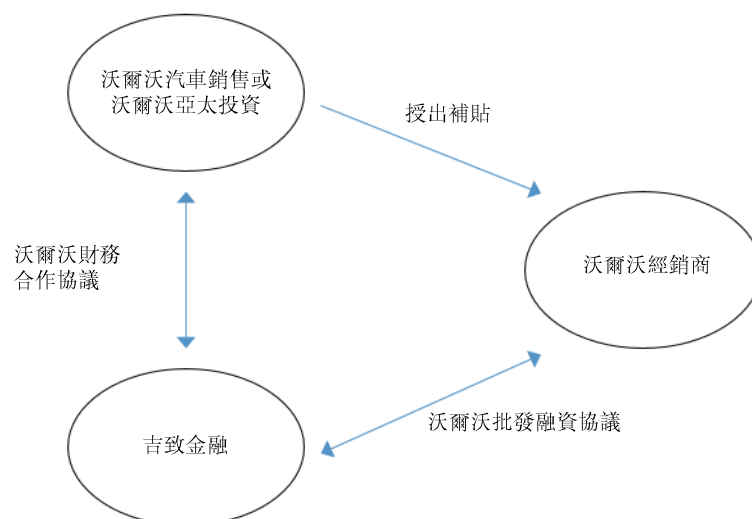 沃爾沃汽車銷售或
沃爾沃亞太投資
授出補貼
沃爾沃財務
合作協議
沃爾沃經銷商
沃爾沃批發融資協議
吉致金融